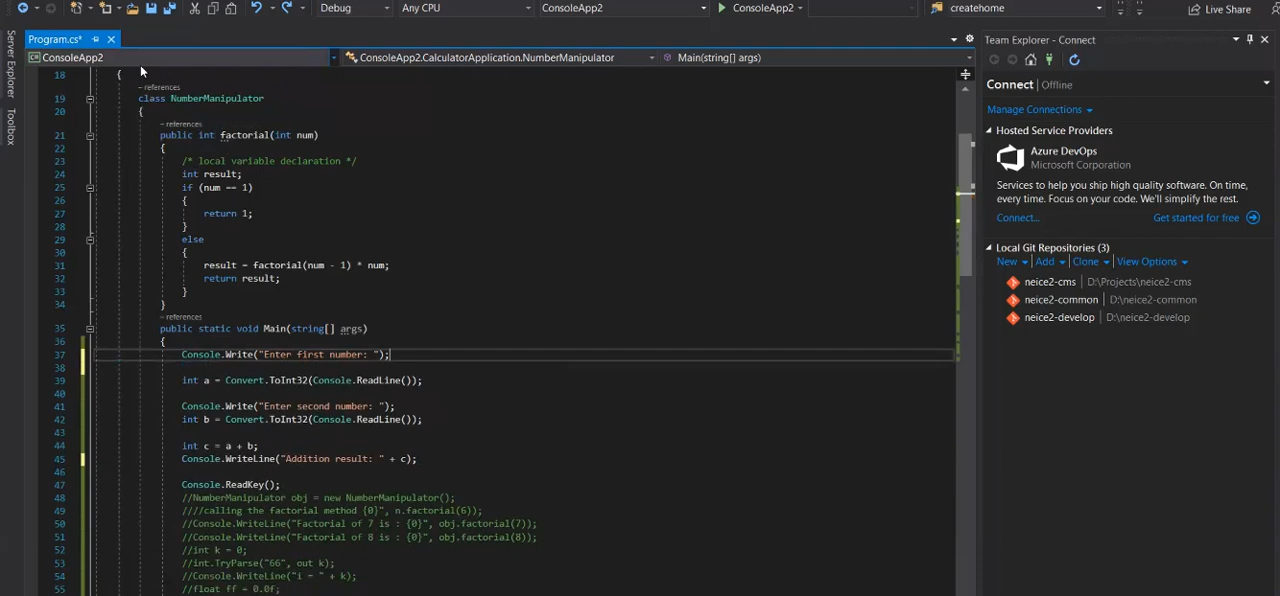 Debug Any CPU ConsoleApp2 ConsoleApp2 createhome Live Share
Server Explorer
Toolbox
Program.cs*
ConsoleApp2 ConsoleApp2.CalculatorApplication.NumberManipulator Main(string[] args)
18 {
- references
19 class NumberManipulator
20 {
- references
21 public int factorial(int num)
22 {
23 /* local variable declaration */
24 int result;
25 if (num == 1)
26 {
27 return 1;
28 }
29 else
30 {
31 result = factorial(num - 1) * num;
32 return result;
33 }
34 }
- references
35 public static void Main(string[] args)
36 {
37 Console.Write("Enter first number: ");
38
39 int a = Convert.ToInt32(Console.ReadLine());
40
41 Console.Write("Enter second number: ");
42 int b = Convert.ToInt32(Console.ReadLine());
43
44 int c = a + b;
45 Console.WriteLine("Addition result: " + c);
46
47 Console.ReadKey();
48 //NumberManipulator obj = new NumberManipulator();
49 ////calling the factorial method {0}", n.factorial(6));
50 //Console.WriteLine("Factorial of 7 is : {0}", obj.factorial(7));
51 //Console.WriteLine("Factorial of 8 is : {0}", obj.factorial(8));
52 //int k = 0;
53 //int.TryParse("66", out k);
54 //Console.WriteLine("i = " + k);
55 //float ff = 0.0f;
Team Explorer - Connect
Connect | Offline
Manage Connections
Hosted Service Providers
Azure DevOps
Microsoft Corporation
Services to help you ship high quality software. On time,
every time. Focus on your code. We'll simplify the rest.
Connect... Get started for free
Local Git Repositories (3)
New Add Clone View Options
neice2-cms D:\Projects\neice2-cms
neice2-common D:\neice2-common
neice2-develop D:\neice2-develop